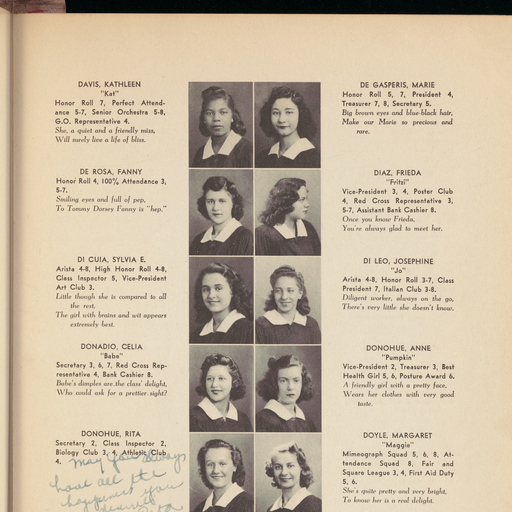 DAVIS, KATHLEEN
"Kat"
Honor Roll 7, Perfect Attend-
ance 5-7, Senior Orchestra 5-8,
G.O. Representative 4.
She, a quiet and a friendly miss,
Will surely live a life of bliss.
DE ROSA, FANNY
Honor Roll 4, 100% Attendance 3,
5-7.
Smiling eyes and full of pep,
To Tommy Dorsey Fanny is "hep."
DI CUIA, SYLVIA E.
Arista 4-8, High Honor Roll 4-8,
Class Inspector 5, Vice-President
Art Club 3.
Little though she is compared to all
the rest,
The girl with brains and wit appears
extremely best.
DONADIO, CELIA
"Babe"
Secretary 3, 6, 7, Red Cross Rep-
resentative 4, Bank Cashier 8.
Babe's dimples are the class' delight,
Who could ask for a prettier sight?
DONOHUE, RITA
Secretary 2, Class Inspector 2,
Biology Club 3, 4, Athletic Club
4.
may you always
have all the
happiness you
Rita
DE GASPERIS, MARIE
Honor Roll 5, 7, President 4,
Treasurer 7, 8, Secretary 5.
Big brown eyes and blue-black hair,
Make our Marie so precious and
rare.
DIAZ, FRIEDA
"Fritzi"
Vice-President 3, 4, Poster Club
4, Red Cross Representative 3,
5-7, Assistant Bank Cashier 8.
Once you know Frieda,
You're always glad to meet her.
DI LEO, JOSEPHINE
"Jo"
Arista 4-8, Honor Roll 3-7, Class
President 7, Italian Club 3-8.
Diligent worker, always on the go,
There's very little she doesn't know.
DONOHUE, ANNE
"Pumpkin"
Vice-President 2, Treasurer 3, Best
Health Girl 5, 6, Posture Award 6.
A friendly girl with a pretty face,
Wears her clothes with very good
taste.
DOYLE, MARGARET
"Maggie"
Mimeograph Squad 5, 6, 8, At-
tendance Squad 8, Fair and
Square League 3, 4, First Aid Duty
5, 6.
She's quite pretty and very bright,
To know her is a real delight.